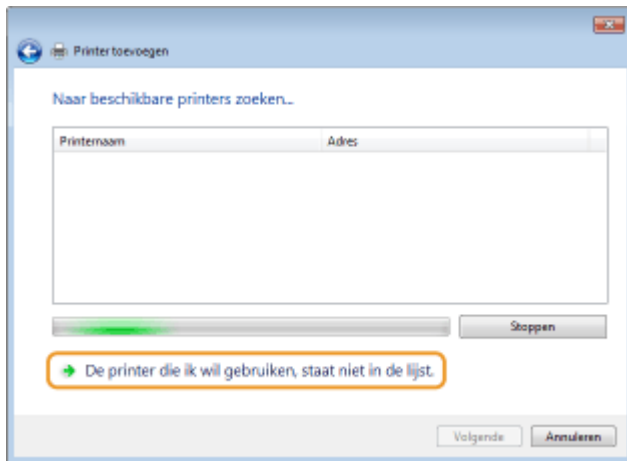 Printer toevoegen
Naar beschikbare printers zoeken...
Printernaam Adres
Stoppen
De printer die ik wil gebruiken, staat niet in de lijst.
Volgende Annuleren